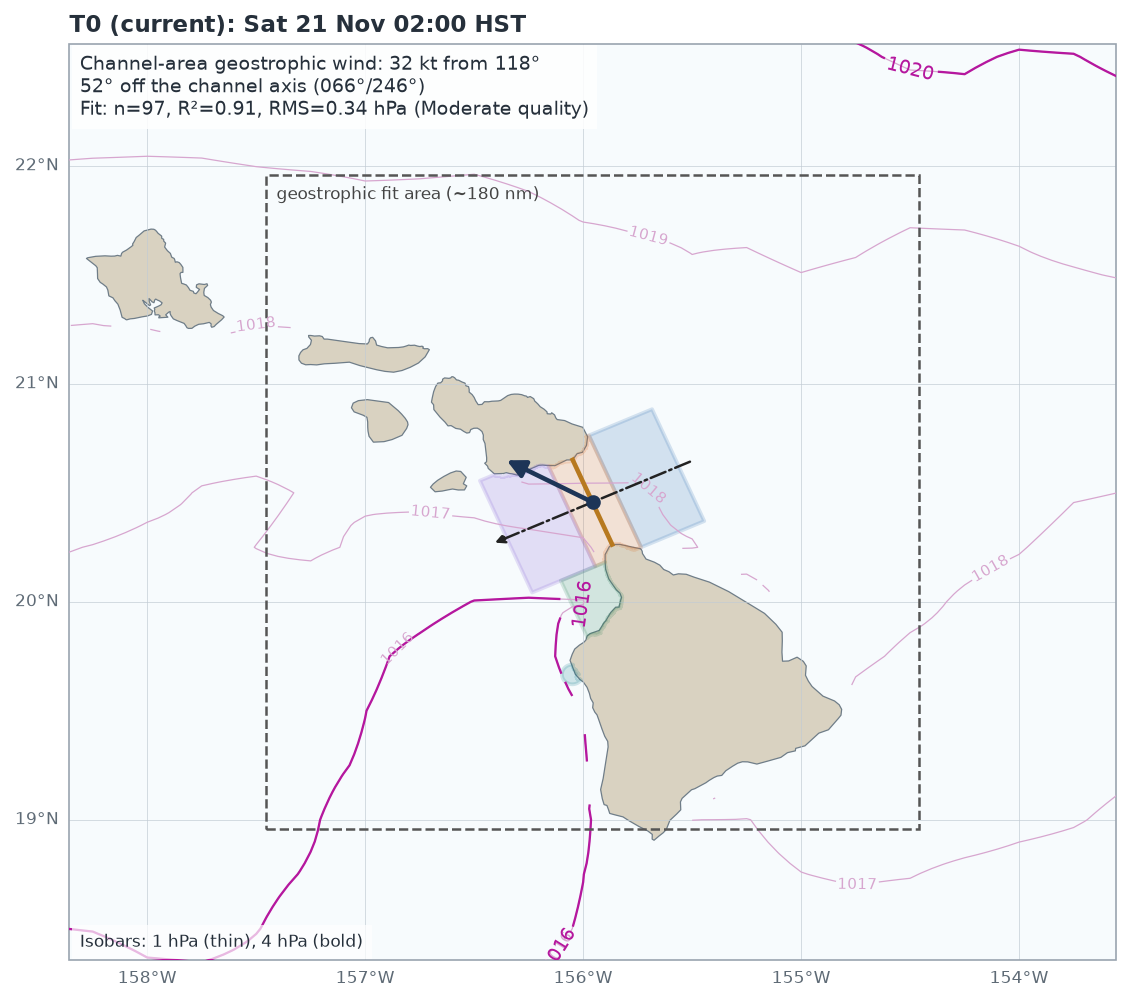 T0 (current): Sat 21 Nov 02:00 HST
Channel-area geostrophic wind: 32 kt from 118°
52° off the channel axis (066°/246°)
Fit: n=97, R²=0.91, RMS=0.34 hPa (Moderate quality)
1020
22°N
geostrophic fit area (~180 nm)
1019
1018
21°N
1018
1017
1018
20°N
1016
1016
19°N
1017
016
Isobars: 1 hPa (thin), 4 hPa (bold)
158°W
157°W
156°W
155°W
154°W